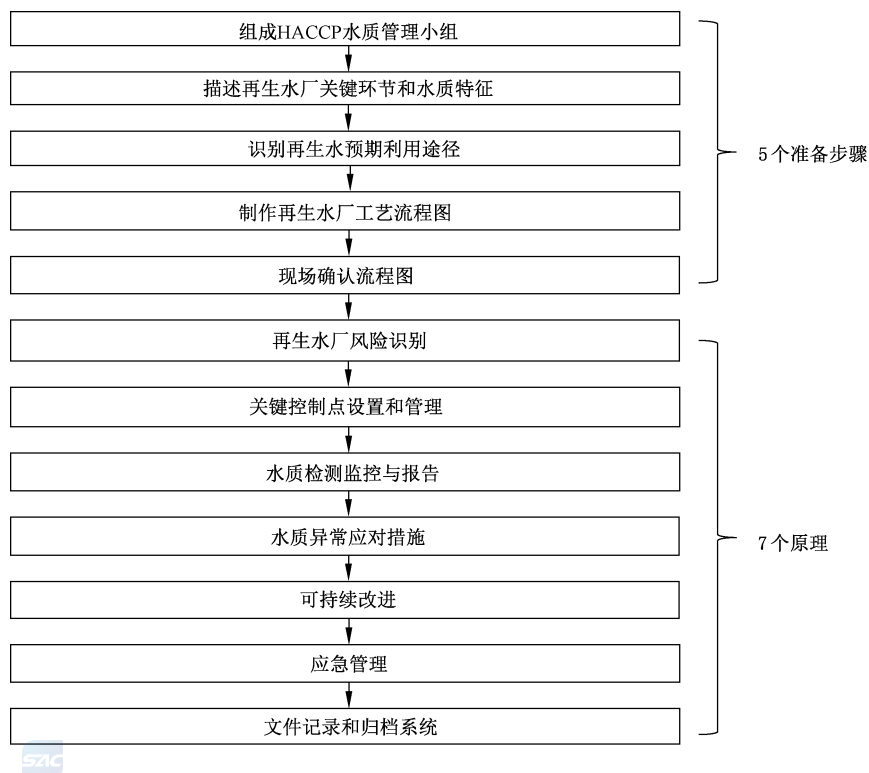 组成HACCP水质管理小组
描述再生水厂关键环节和水质特征
识别再生水预期利用途径
制作再生水厂工艺流程图
现场确认流程图
5个准备步骤
再生水厂风险识别
关键控制点设置和管理
水质检测监控与报告
水质异常应对措施
7个原理
可持续改进
应急管理
文件记录和归档系统
SAC